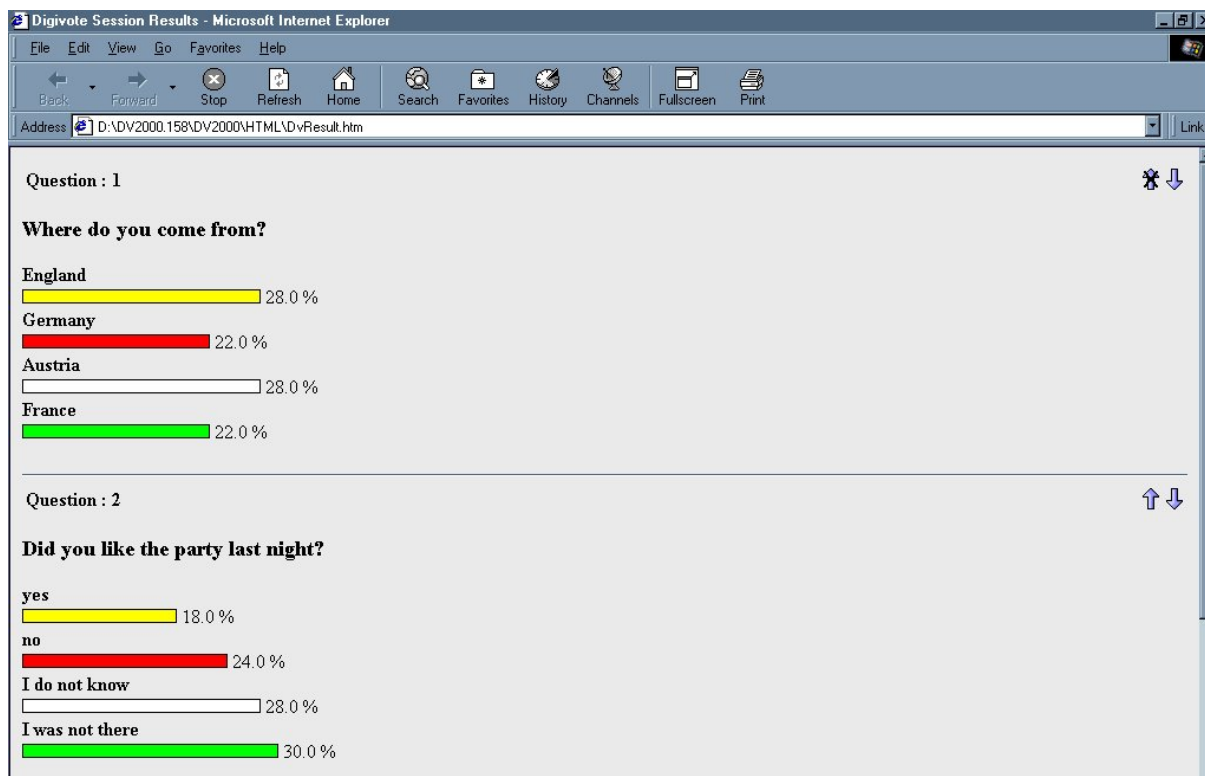 Digivote Session Results - Microsoft Internet Explorer
File Edit View Go Favorites Help
Back Forward Stop Refresh Home Search Favorites History Channels Fullscreen Print
Address D:\DV2000.158\DV2000\HTML\DvResult.htm Link
Question : 1
Where do you come from?
England
28.0 %
Germany
22.0 %
Austria
28.0 %
France
22.0 %
Question : 2
Did you like the party last night?
yes
18.0 %
no
24.0 %
I do not know
28.0 %
I was not there
30.0 %